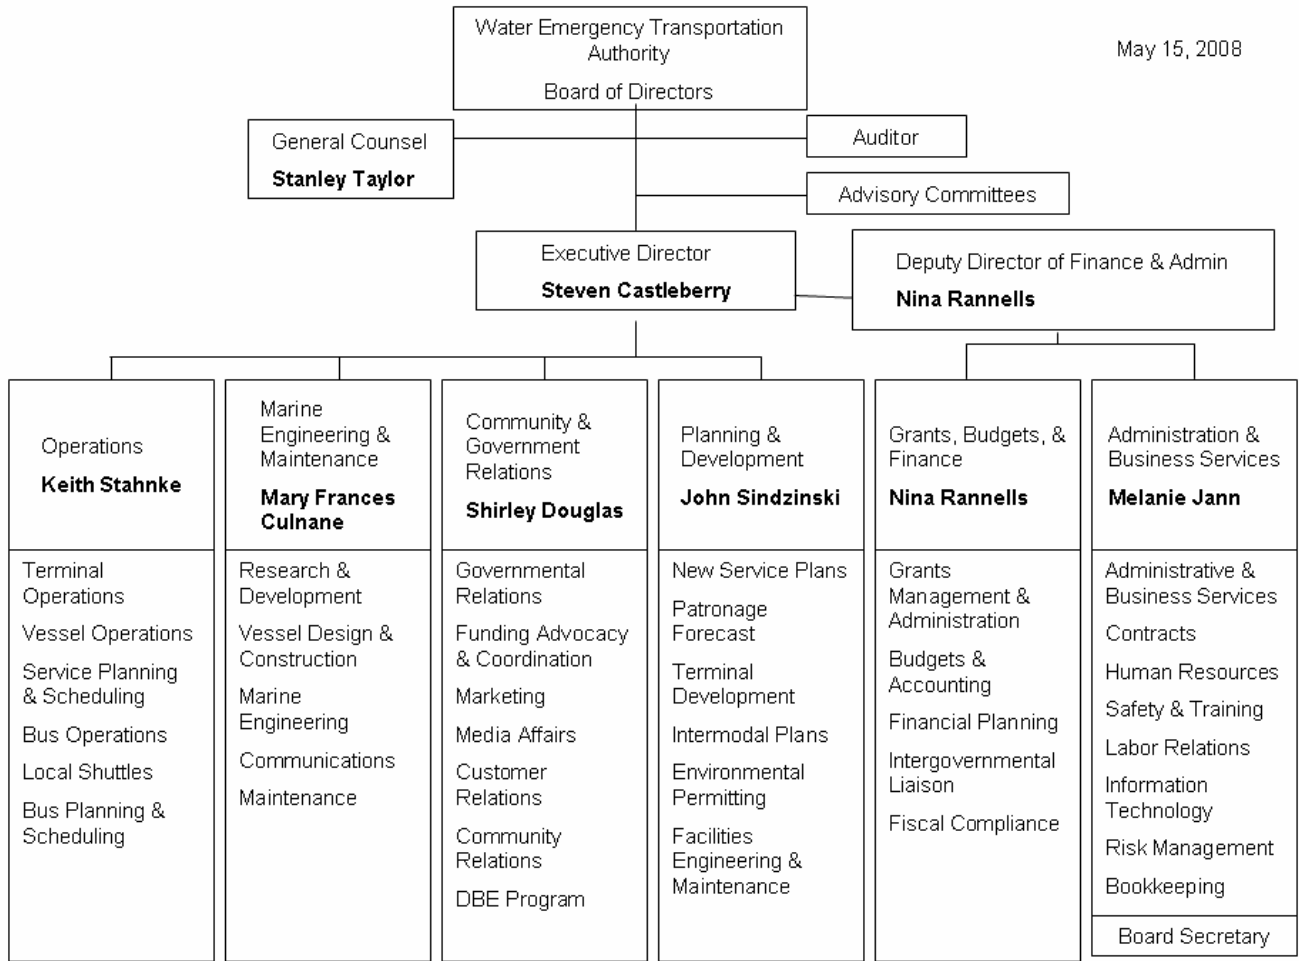 Water Emergency Transportation
Authority
Board of Directors
May 15, 2008
General Counsel
Stanley Taylor
Auditor
Advisory Committees
Executive Director
Steven Castleberry
Deputy Director of Finance & Admin
Nina Rannells
Operations
Keith Stahnke
Marine
Engineering &
Maintenance
Mary Frances
Culnane
Community &
Government
Relations
Shirley Douglas
Planning &
Development
John Sindzinski
Grants, Budgets, &
Finance
Nina Rannells
Administration &
Business Services
Melanie Jann
Terminal
Operations
Vessel Operations
Service Planning
& Scheduling
Bus Operations
Local Shuttles
Bus Planning &
Scheduling
Research &
Development
Vessel Design &
Construction
Marine
Engineering
Communications
Maintenance
Governmental
Relations
Funding Advocacy
& Coordination
Marketing
Media Affairs
Customer
Relations
Community
Relations
DBE Program
New Service Plans
Patronage
Forecast
Terminal
Development
Intermodal Plans
Environmental
Permitting
Facilities
Engineering &
Maintenance
Grants
Management &
Administration
Budgets &
Accounting
Financial Planning
Intergovernmental
Liaison
Fiscal Compliance
Administrative &
Business Services
Contracts
Human Resources
Safety & Training
Labor Relations
Information
Technology
Risk Management
Bookkeeping
Board Secretary